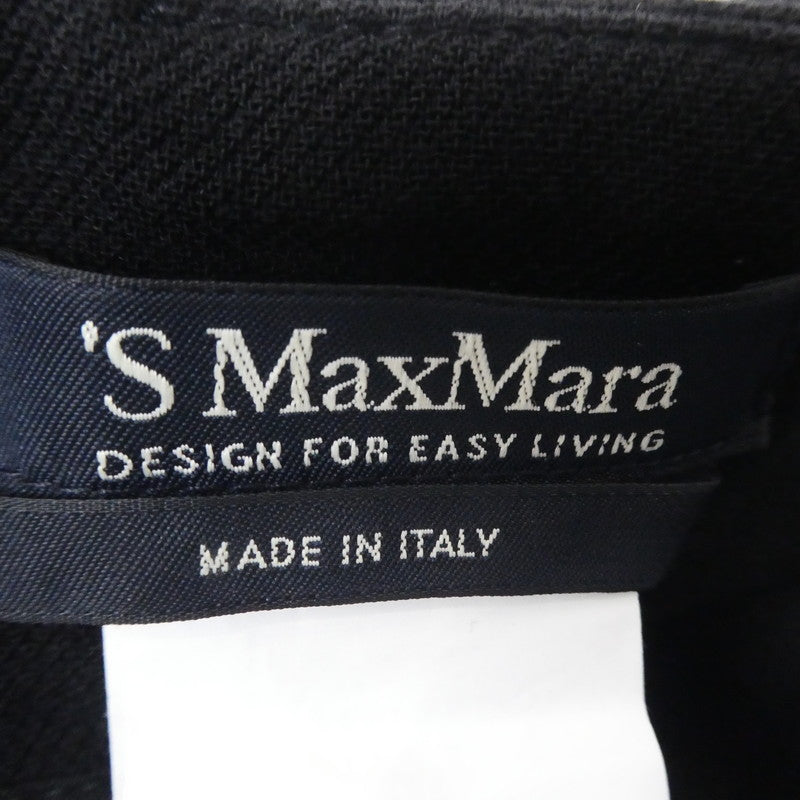 'S MaxMara
DESIGN FOR EASY LIVING
MADE IN ITALY